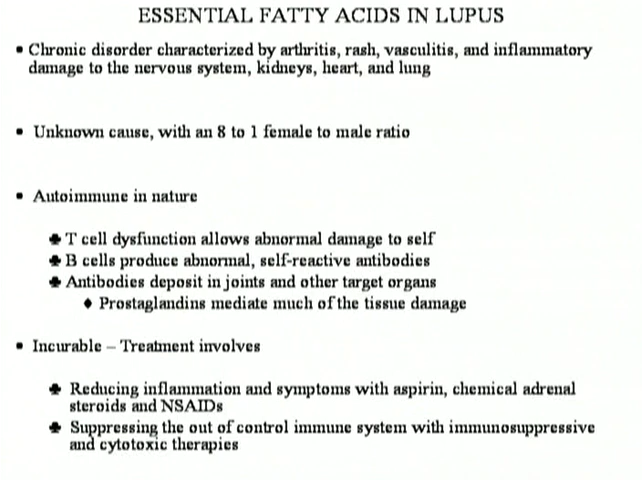 ESSENTIAL FATTY ACIDS IN LUPUS
• Chronic disorder characterized by arthritis, rash, vasculitis, and inflammatory
damage to the nervous system, kidneys, heart, and lung
• Unknown cause, with an 8 to 1 female to male ratio
• Autoimmune in nature
♣ T cell dysfunction allows abnormal damage to self
♣ B cells produce abnormal, self-reactive antibodies
♣ Antibodies deposit in joints and other target organs
♦ Prostaglandins mediate much of the tissue damage
• Incurable – Treatment involves
♣ Reducing inflammation and symptoms with aspirin, chemical adrenal
steroids and NSAIDs
♣ Suppressing the out of control immune system with immunosuppressive
and cytotoxic therapies